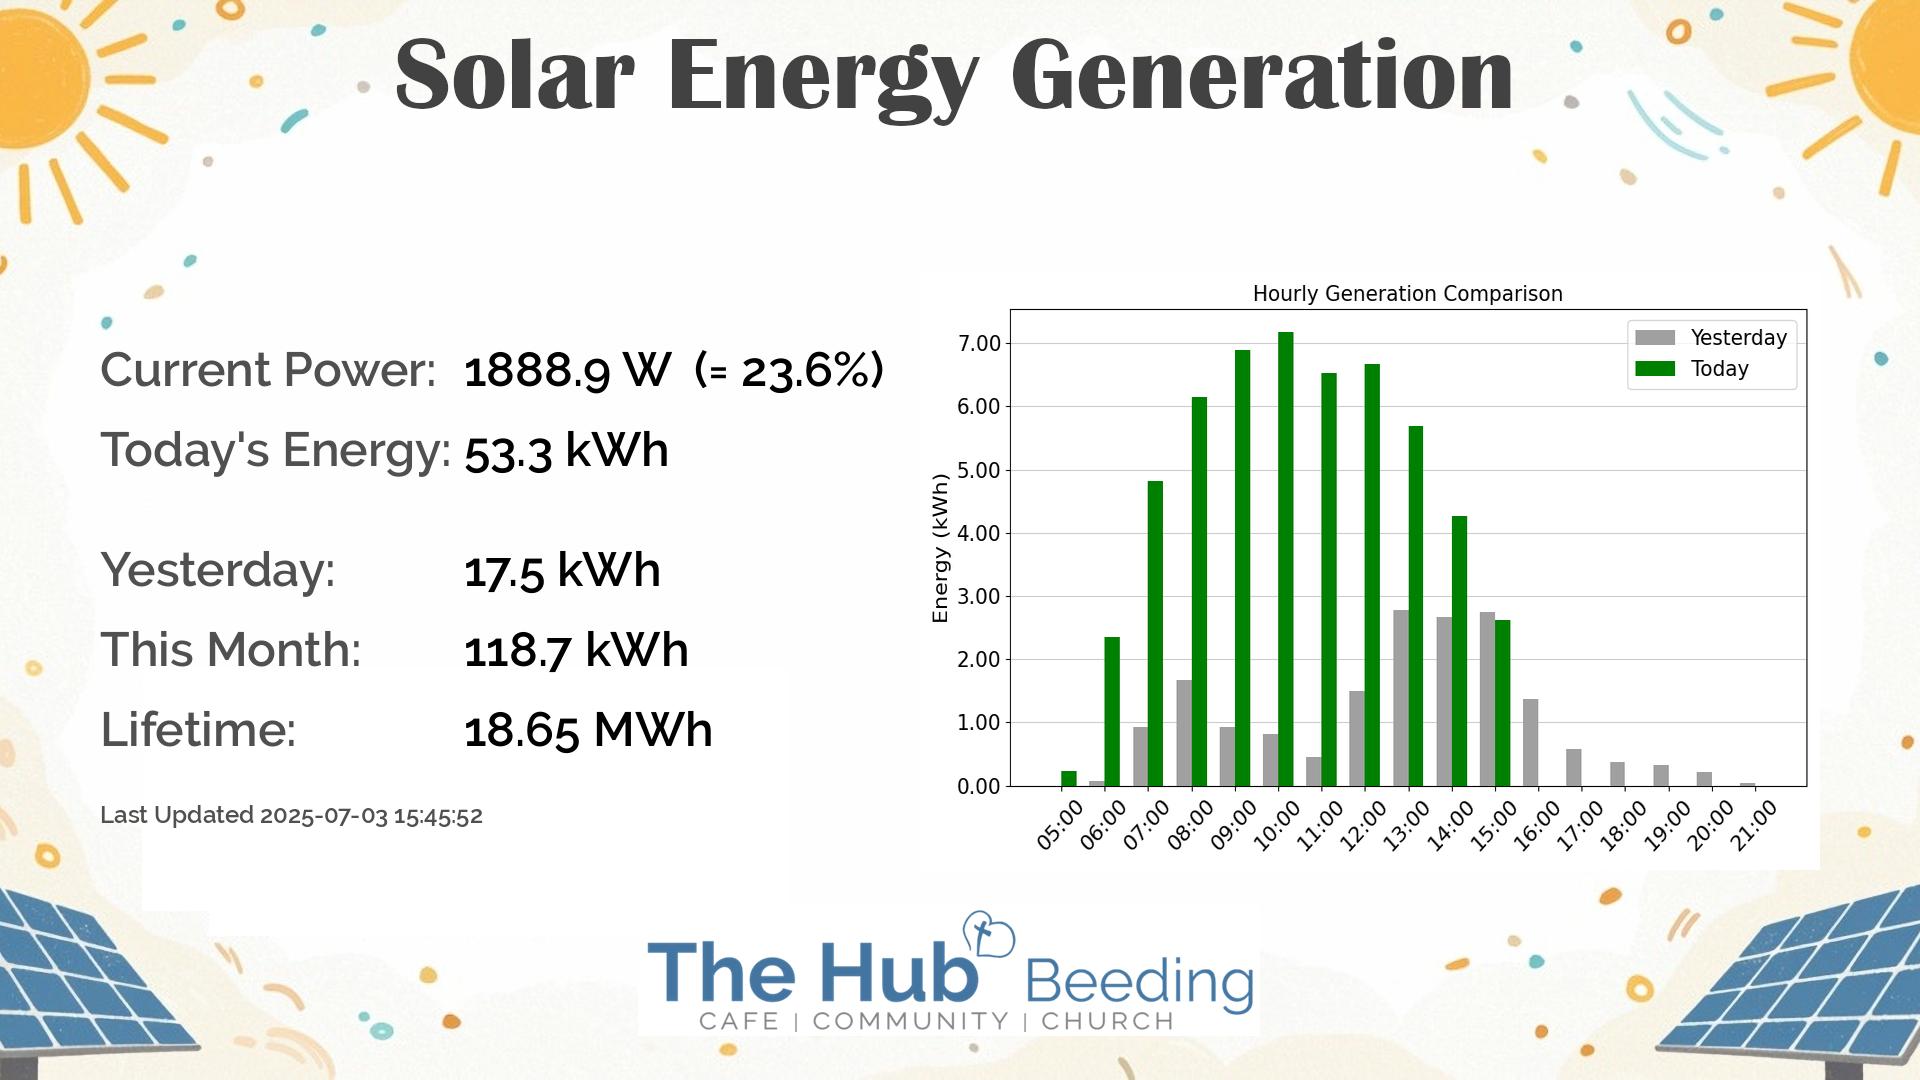 Solar Energy Generation
Current Power: 1888.9 W (= 23.6%)
Today's Energy: 53.3 kWh
Yesterday: 17.5 kWh
This Month: 118.7 kWh
Lifetime: 18.65 MWh
Last Updated 2025-07-03 15:45:52
Hourly Generation Comparison
Yesterday
Today
Energy (kWh)
7.00
6.00
5.00
4.00
3.00
2.00
1.00
0.00
05:00 06:00 07:00 08:00 09:00 10:00 11:00 12:00 13:00 14:00 15:00 16:00 17:00 18:00 19:00 20:00 21:00
The Hub Beeding
CAFE | COMMUNITY | CHURCH